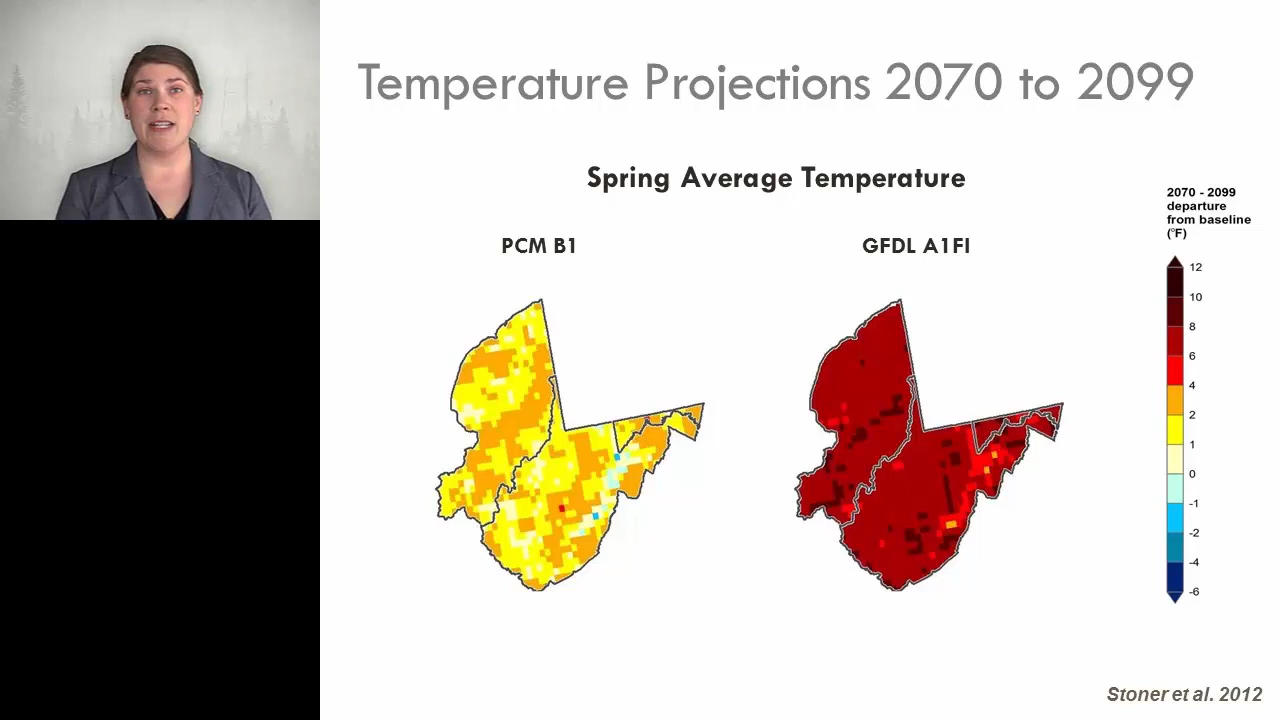 Temperature Projections 2070 to 2099
Spring Average Temperature
PCM B1
GFDL A1FI
2070 - 2099
departure
from baseline
(°F)
12
10
8
6
4
2
1
0
-1
-2
-4
-6
Stoner et al. 2012